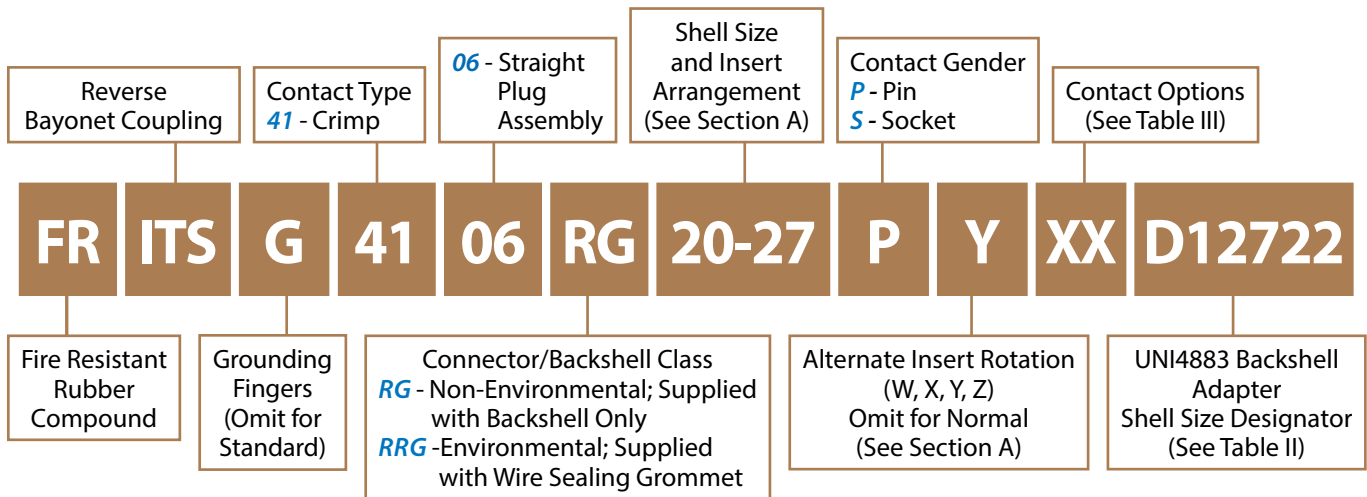 Reverse
Bayonet Coupling
Contact Type
41 - Crimp
06 - Straight
Plug
Assembly
Shell Size
and Insert
Arrangement
(See Section A)
Contact Gender
P - Pin
S - Socket
Contact Options
(See Table III)
FR ITS G 41 06 RG 20-27 P Y XX D12722
Fire Resistant
Rubber
Compound
Grounding
Fingers
(Omit for
Standard)
Connector/Backshell Class
RG - Non-Environmental; Supplied
with Backshell Only
RRG -Environmental; Supplied
with Wire Sealing Grommet
Alternate Insert Rotation
(W, X, Y, Z)
Omit for Normal
(See Section A)
UNI4883 Backshell
Adapter
Shell Size Designator
(See Table II)